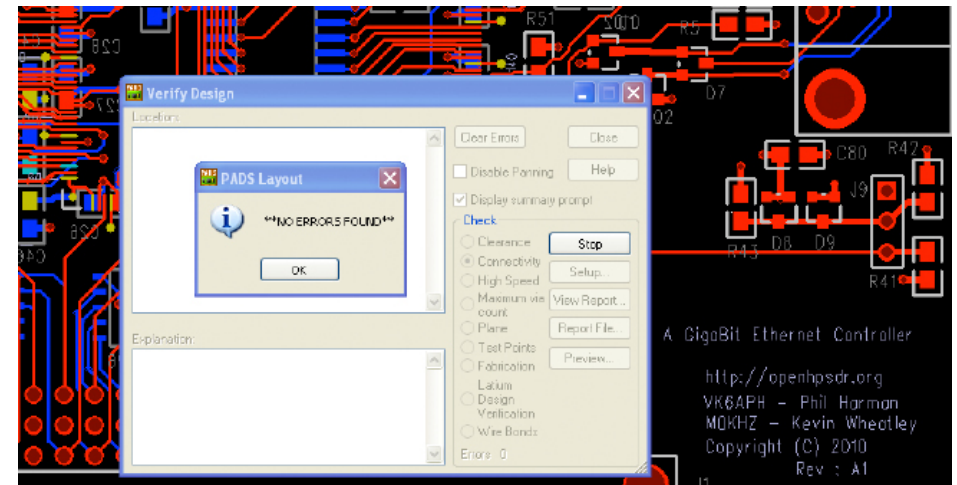 R51
R5
D7
C80
R42
J9
R43
D8
D9
R41
J1
Verify Design
Location:
Clear Errors
Close
Disable Panning
Help
Display summary prompt
PADS Layout
**NO ERRORS FOUND**
OK
Check
Clearance
Stop
Connectivity
Setup...
High Speed
Maximum via count
View Report...
Plane
Report File...
Explanation:
Test Points
Preview...
Fabrication
Latium
Design
Verification
Wire Bonds
Errors: 0
A GigaBit Ethernet Controller
http://openhpsdr.org
VK6APH - Phil Harman
M0KHZ - Kevin Wheatley
Copyright (C) 2010
Rev : A1